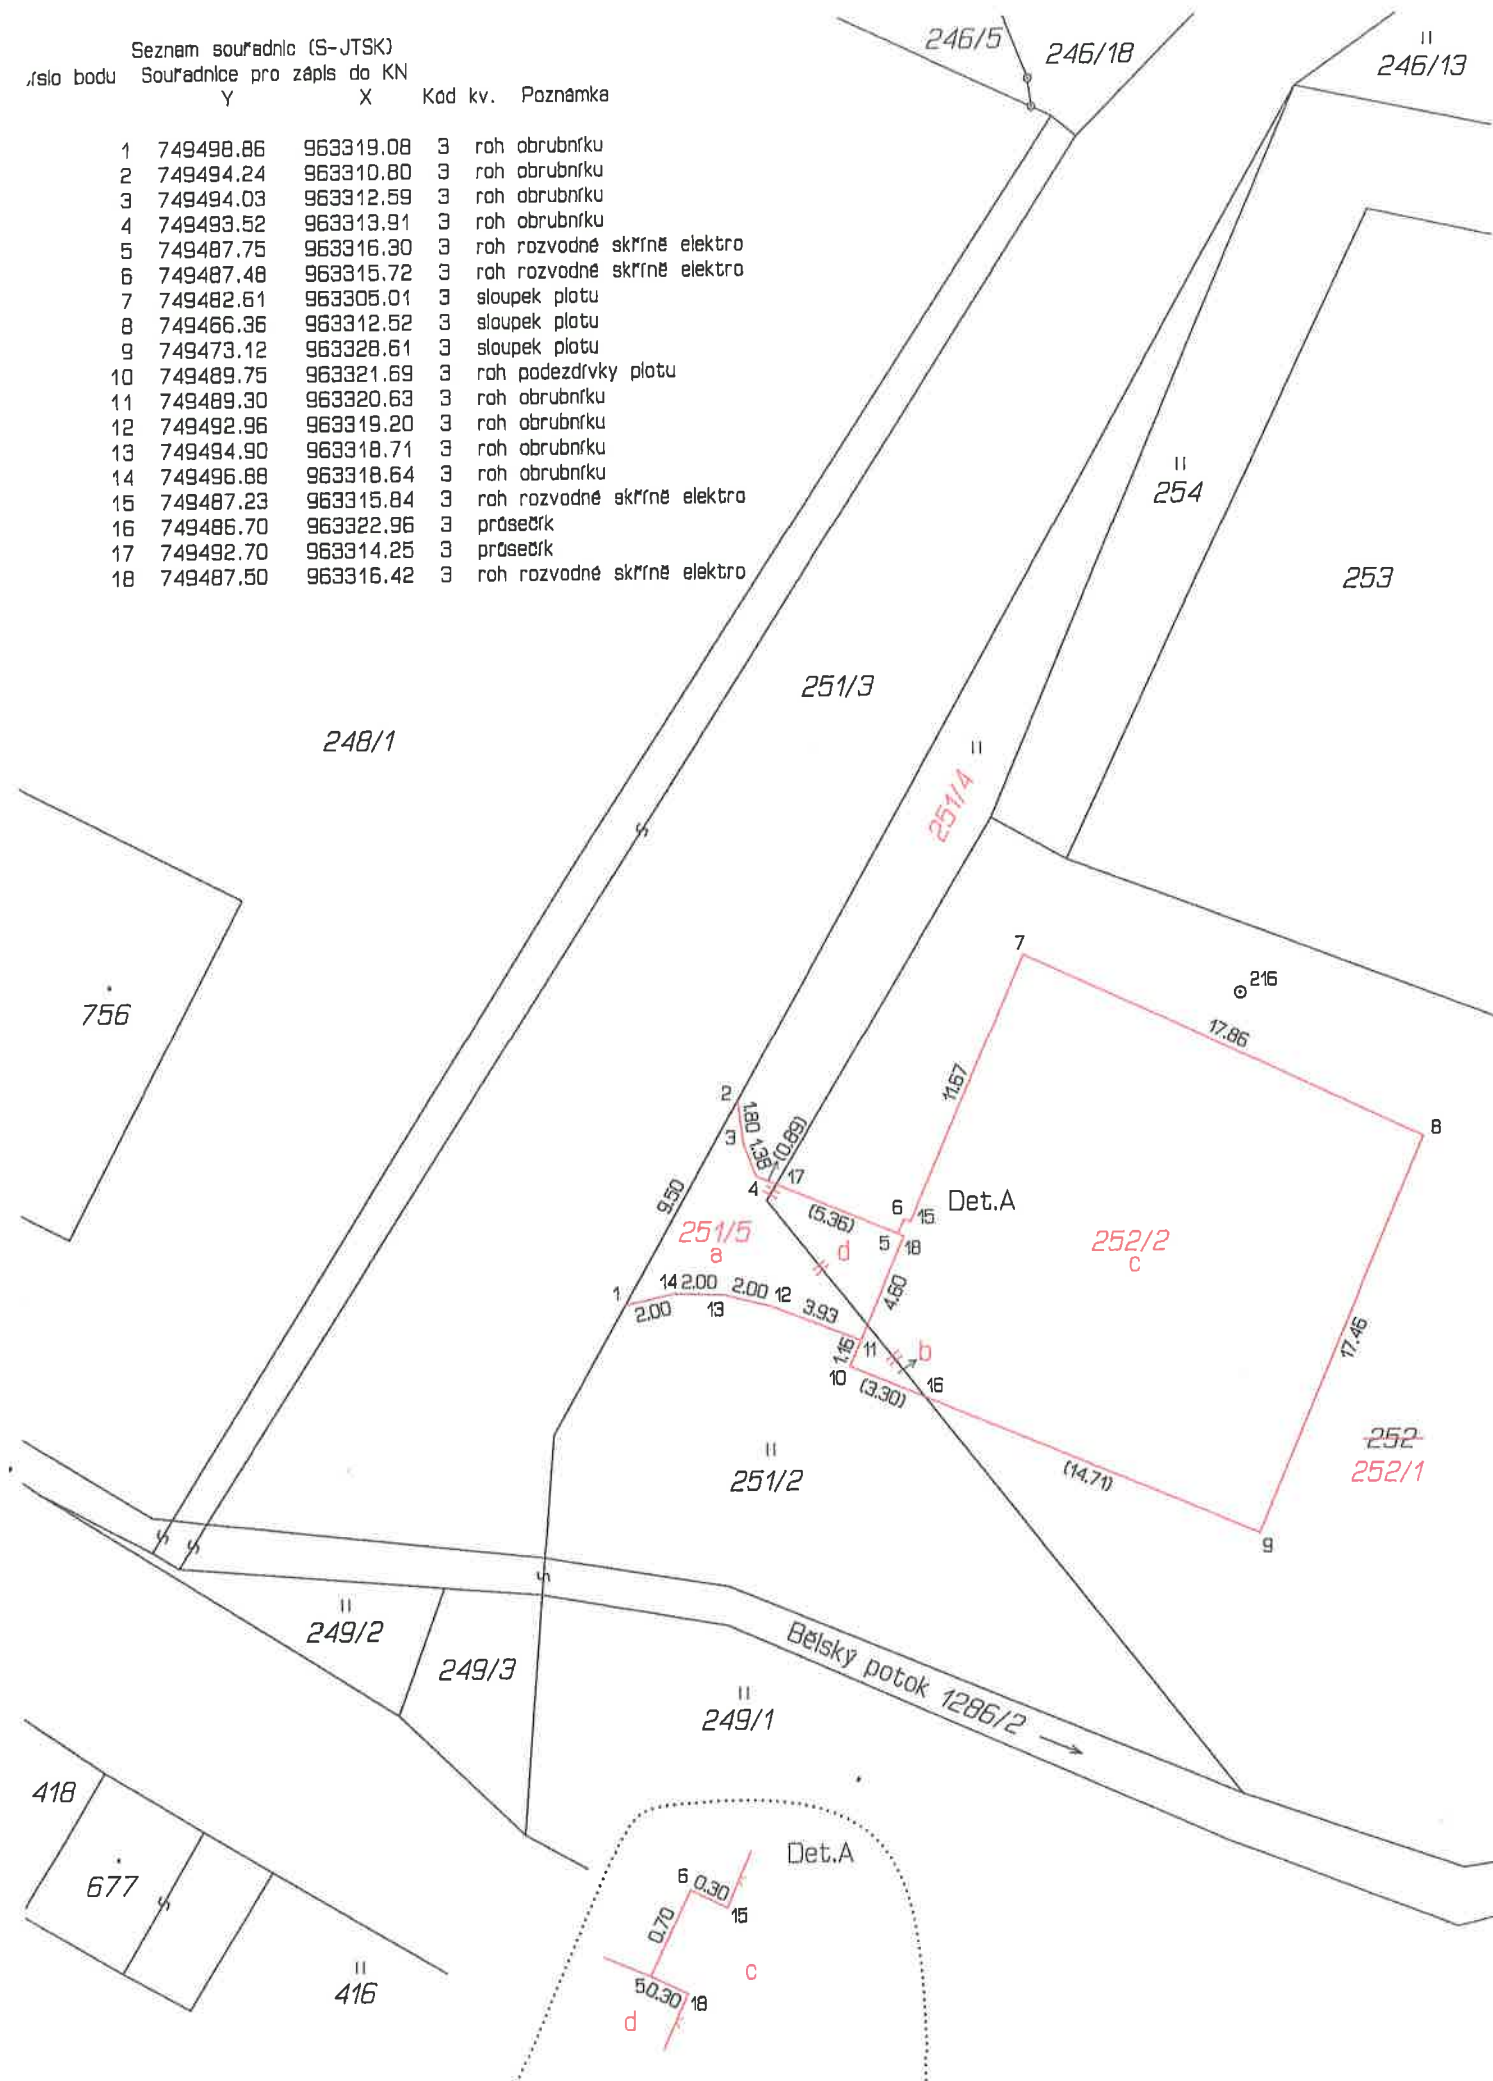 Seznam souřadnic (S-JTSK)
číslo bodu Souřadnice pro zápis do KN
Y X Kód kv. Poznámka
1 749498.86 963319.08 3 roh obrubníku
2 749494.24 963310.80 3 roh obrubníku
3 749494.03 963312.59 3 roh obrubníku
4 749493.52 963313.91 3 roh obrubníku
5 749487.75 963316.30 3 roh rozvodné skříně elektro
6 749487.48 963315.72 3 roh rozvodné skříně elektro
7 749482.61 963305.01 3 sloupek plotu
8 749466.36 963312.52 3 sloupek plotu
9 749473.12 963328.61 3 sloupek plotu
10 749489.75 963321.69 3 roh podezdívky plotu
11 749489.30 963320.63 3 roh obrubníku
12 749492.96 963319.20 3 roh obrubníku
13 749494.90 963318.71 3 roh obrubníku
14 749496.88 963318.64 3 roh obrubníku
15 749487.23 963315.84 3 roh rozvodné skříně elektro
16 749486.70 963322.96 3 průsečík
17 749492.70 963314.25 3 průsečík
18 749487.50 963316.42 3 roh rozvodné skříně elektro
246/5
246/18
246/13
254
253
251/3
248/1
251/4
756
7
216
17.86
11.67
8
2
1.80
3
1.38
(0.89)
4
17
9.50
(5.36)
6
15
Det.A
5
18
251/5
a
d
252/2
c
1
14
2.00
2.00
12
2.00
13
3.93
4.60
17.46
1.16
11
b
10
(3.30)
16
252
252/1
251/2
(14.71)
9
249/2
249/3
Bělský potok 1286/2
249/1
418
677
416
Det.A
6
0.30
15
0.70
c
5
0.30
18
d